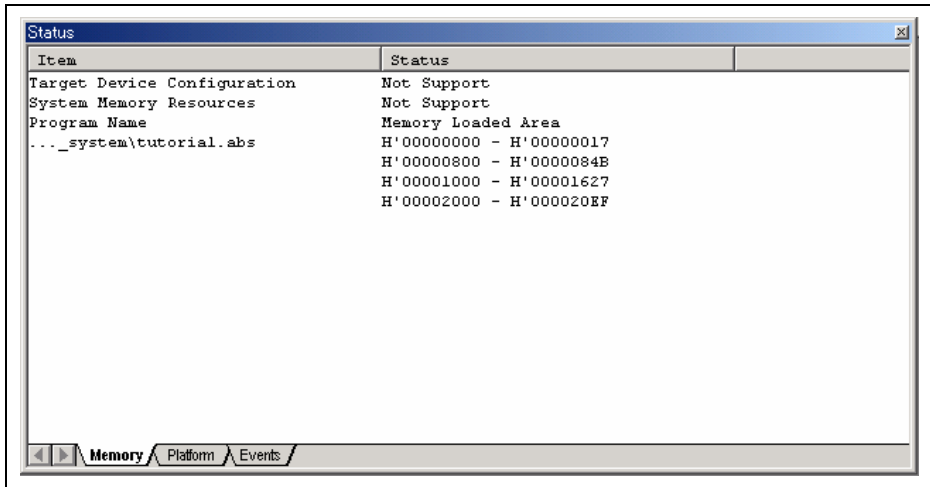 Status
Item Status
Target Device Configuration Not Support
System Memory Resources Not Support
Program Name Memory Loaded Area
..._system\tutorial.abs H'00000000 - H'00000017
H'00000800 - H'0000084B
H'00001000 - H'00001627
H'00002000 - H'000020EF
Memory Platform Events